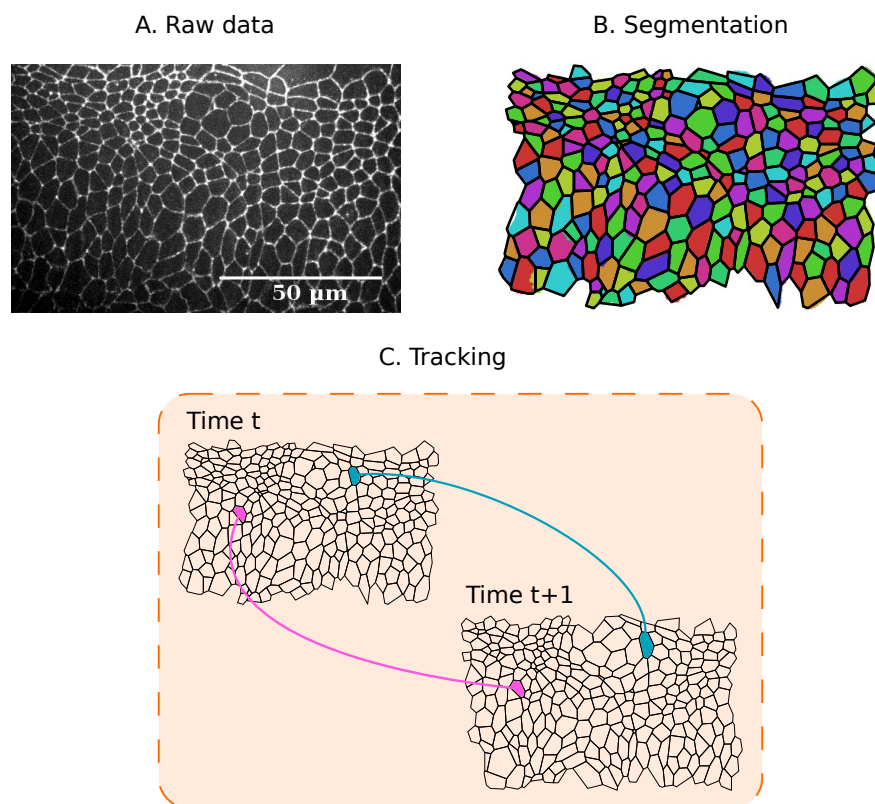 A. Raw data
B. Segmentation
50 μm
C. Tracking
Time t
Time t+1